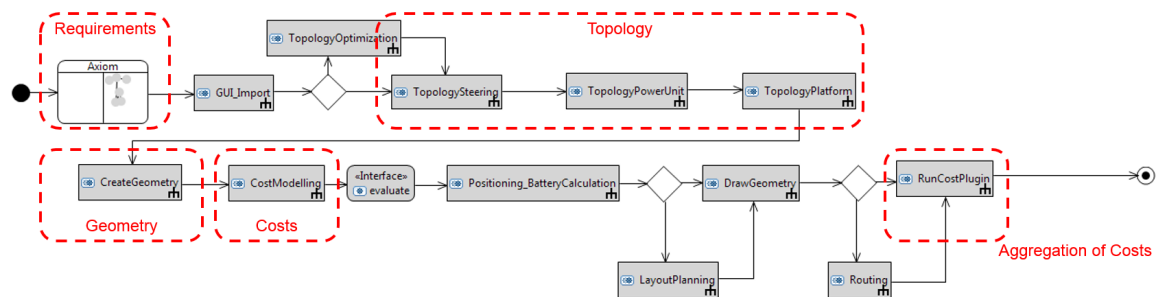 Requirements
Topology
TopologyOptimization
Axiom
GUI_Import
TopologySteering
TopologyPowerUnit
TopologyPlatform
CreateGeometry
CostModelling
«Interface»
evaluate
Positioning_BatteryCalculation
DrawGeometry
RunCostPlugin
Geometry
Costs
Aggregation of Costs
LayoutPlanning
Routing